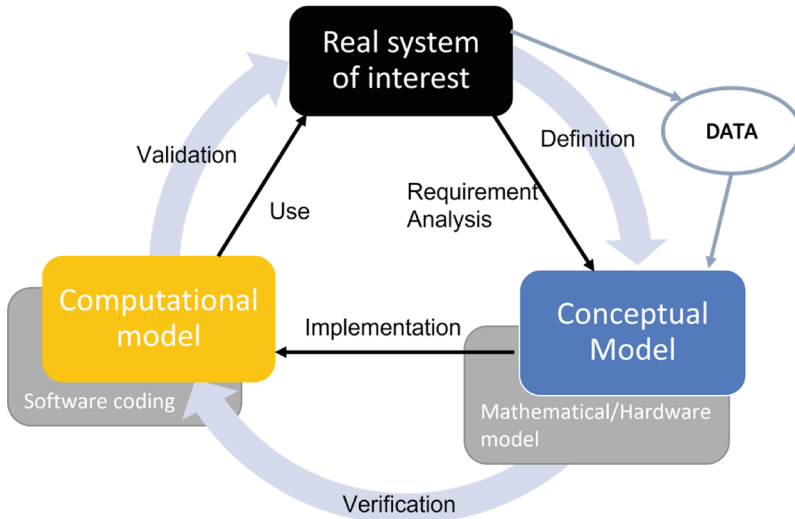 Real system
of interest
DATA
Definition
Validation
Requirement
Analysis
Use
Computational
model
Software coding
Implementation
Conceptual
Model
Mathematical/Hardware
model
Verification